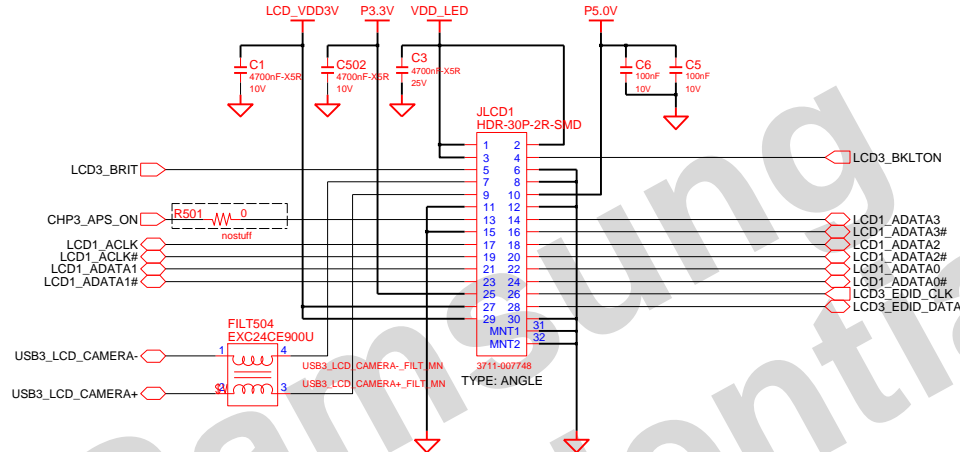 LCD_VDD3V P3.3V VDD_LED P5.0V
C1
4700nF-X5R
10V
C502
4700nF-X5R
10V
C3
4700nF-X5R
25V
C6
100nF
10V
C5
100nF
10V
JLCD1
HDR-30P-2R-SMD
1 2
3 4
5 6
7 8
9 10
11 12
13 14
15 16
17 18
19 20
21 22
23 24
25 26
27 28
29 30
MNT1 31
MNT2 32
3711-007748
TYPE: ANGLE
LCD3_BRIT
LCD3_BKLTON
CHP3_APS_ON
R501 0
nostuff
LCD1_ACLK
LCD1_ACLK#
LCD1_ADATA1
LCD1_ADATA1#
LCD1_ADATA3
LCD1_ADATA3#
LCD1_ADATA2
LCD1_ADATA2#
LCD1_ADATA0
LCD1_ADATA0#
LCD3_EDID_CLK
LCD3_EDID_DATA
FILT504
EXC24CE900U
USB3_LCD_CAMERA- 1 4
USB3_LCD_CAMERA-_FILT_MN
USB3_LCD_CAMERA+_FILT_MN
USB3_LCD_CAMERA+ 2 3
Samsung